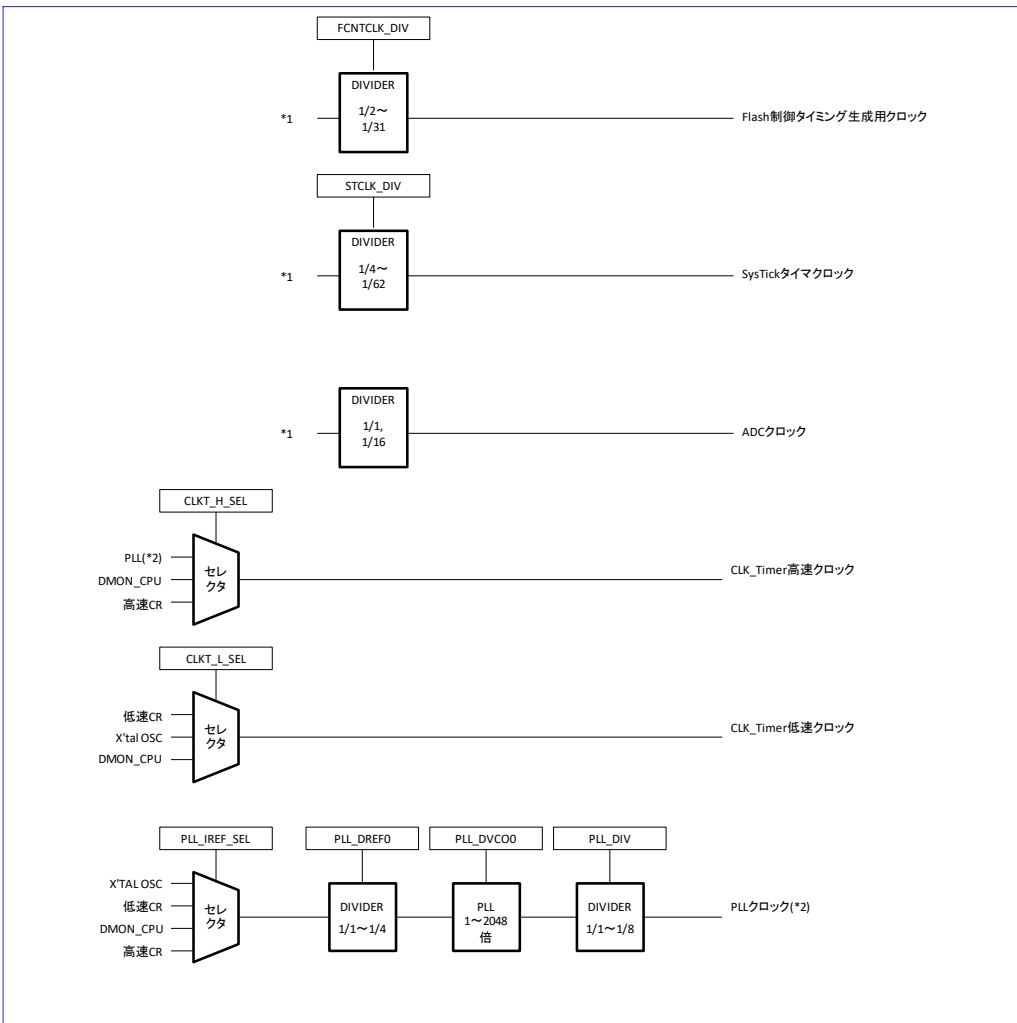 FCNTCLK_DIV
DIVIDER
1/2～
1/31
*1
Flash制御タイミング生成用クロック
STCLK_DIV
DIVIDER
1/4～
1/62
*1
SysTickタイマクロック
DIVIDER
1/1,
1/16
*1
ADCクロック
CLKT_H_SEL
PLL(*2)
DMON_CPU
高速CR
セレ
クタ
CLK_Timer高速クロック
CLKT_L_SEL
低速CR
X'tal OSC
DMON_CPU
セレ
クタ
CLK_Timer低速クロック
PLL_IREF_SEL
PLL_DREF0
PLL_DVCO0
PLL_DIV
X'TAL OSC
低速CR
DMON_CPU
高速CR
セレ
クタ
DIVIDER
1/1～1/4
PLL
1～2048
倍
DIVIDER
1/1～1/8
PLLクロック(*2)